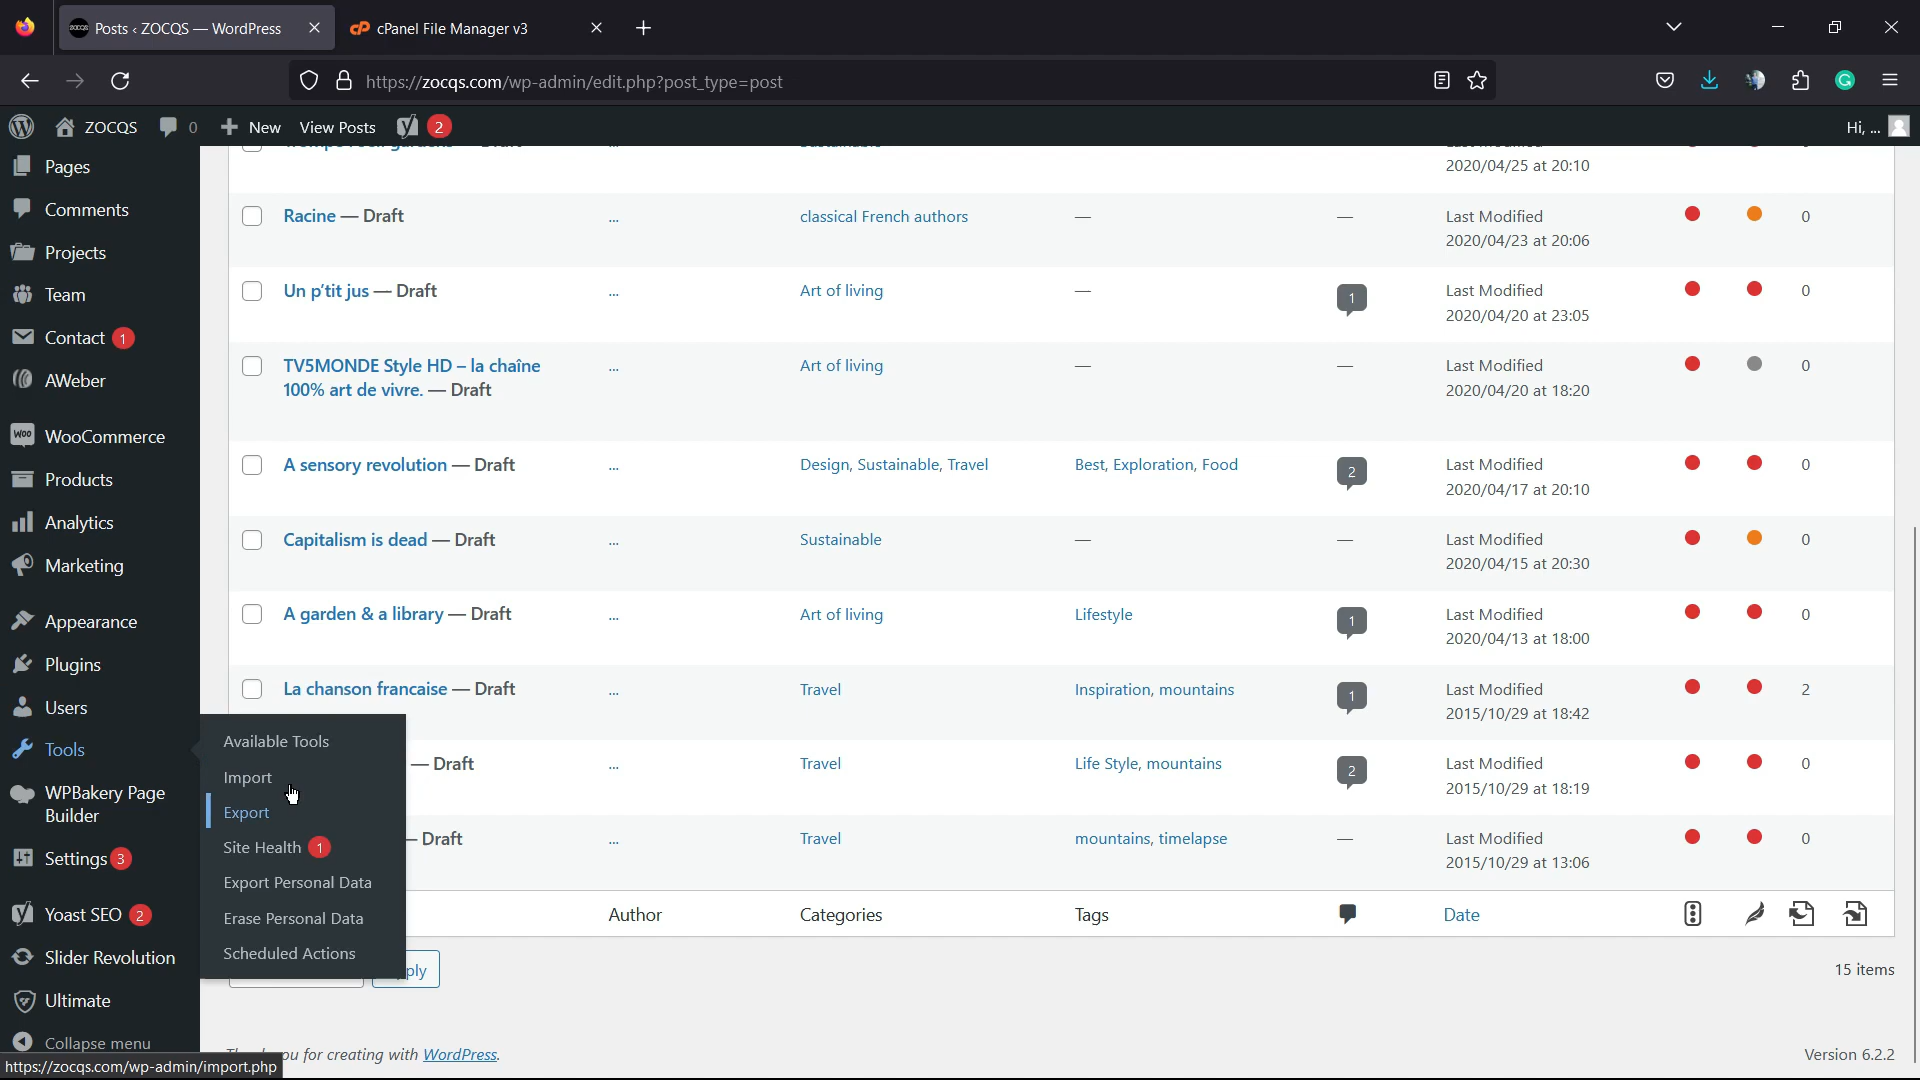 Posts ‹ ZOCQS — WordPress
cPanel File Manager v3
https://zocqs.com/wp-admin/edit.php?post_type=post
ZOCQS
0
New
View Posts
2
Hi, ...
Pages
Comments
Projects
Team
Contact 1
AWeber
WooCommerce
Products
Analytics
Marketing
Appearance
Plugins
Users
Tools
WPBakery Page
Builder
Settings 3
Yoast SEO 2
Slider Revolution
Ultimate
Collapse menu
Available Tools
Import
Export
Site Health 1
Export Personal Data
Erase Personal Data
Scheduled Actions
2020/04/25 at 20:10
Racine — Draft ... classical French authors — — Last Modified 0
2020/04/23 at 20:06
Un p'tit jus — Draft ... Art of living — 1 Last Modified 0
2020/04/20 at 23:05
TV5MONDE Style HD – la chaîne ... Art of living — — Last Modified 0
100% art de vivre. — Draft 2020/04/20 at 18:20
A sensory revolution — Draft ... Design, Sustainable, Travel Best, Exploration, Food 2 Last Modified 0
2020/04/17 at 20:10
Capitalism is dead — Draft ... Sustainable — — Last Modified 0
2020/04/15 at 20:30
A garden & a library — Draft ... Art of living Lifestyle 1 Last Modified 0
2020/04/13 at 18:00
La chanson francaise — Draft ... Travel Inspiration, mountains 1 Last Modified 2
2015/10/29 at 18:42
— Draft ... Travel Life Style, mountains 2 Last Modified 0
2015/10/29 at 18:19
— Draft ... Travel mountains, timelapse — Last Modified 0
2015/10/29 at 13:06
Author Categories Tags Date
ply
15 items
you for creating with WordPress.
Version 6.2.2
https://zocqs.com/wp-admin/import.php